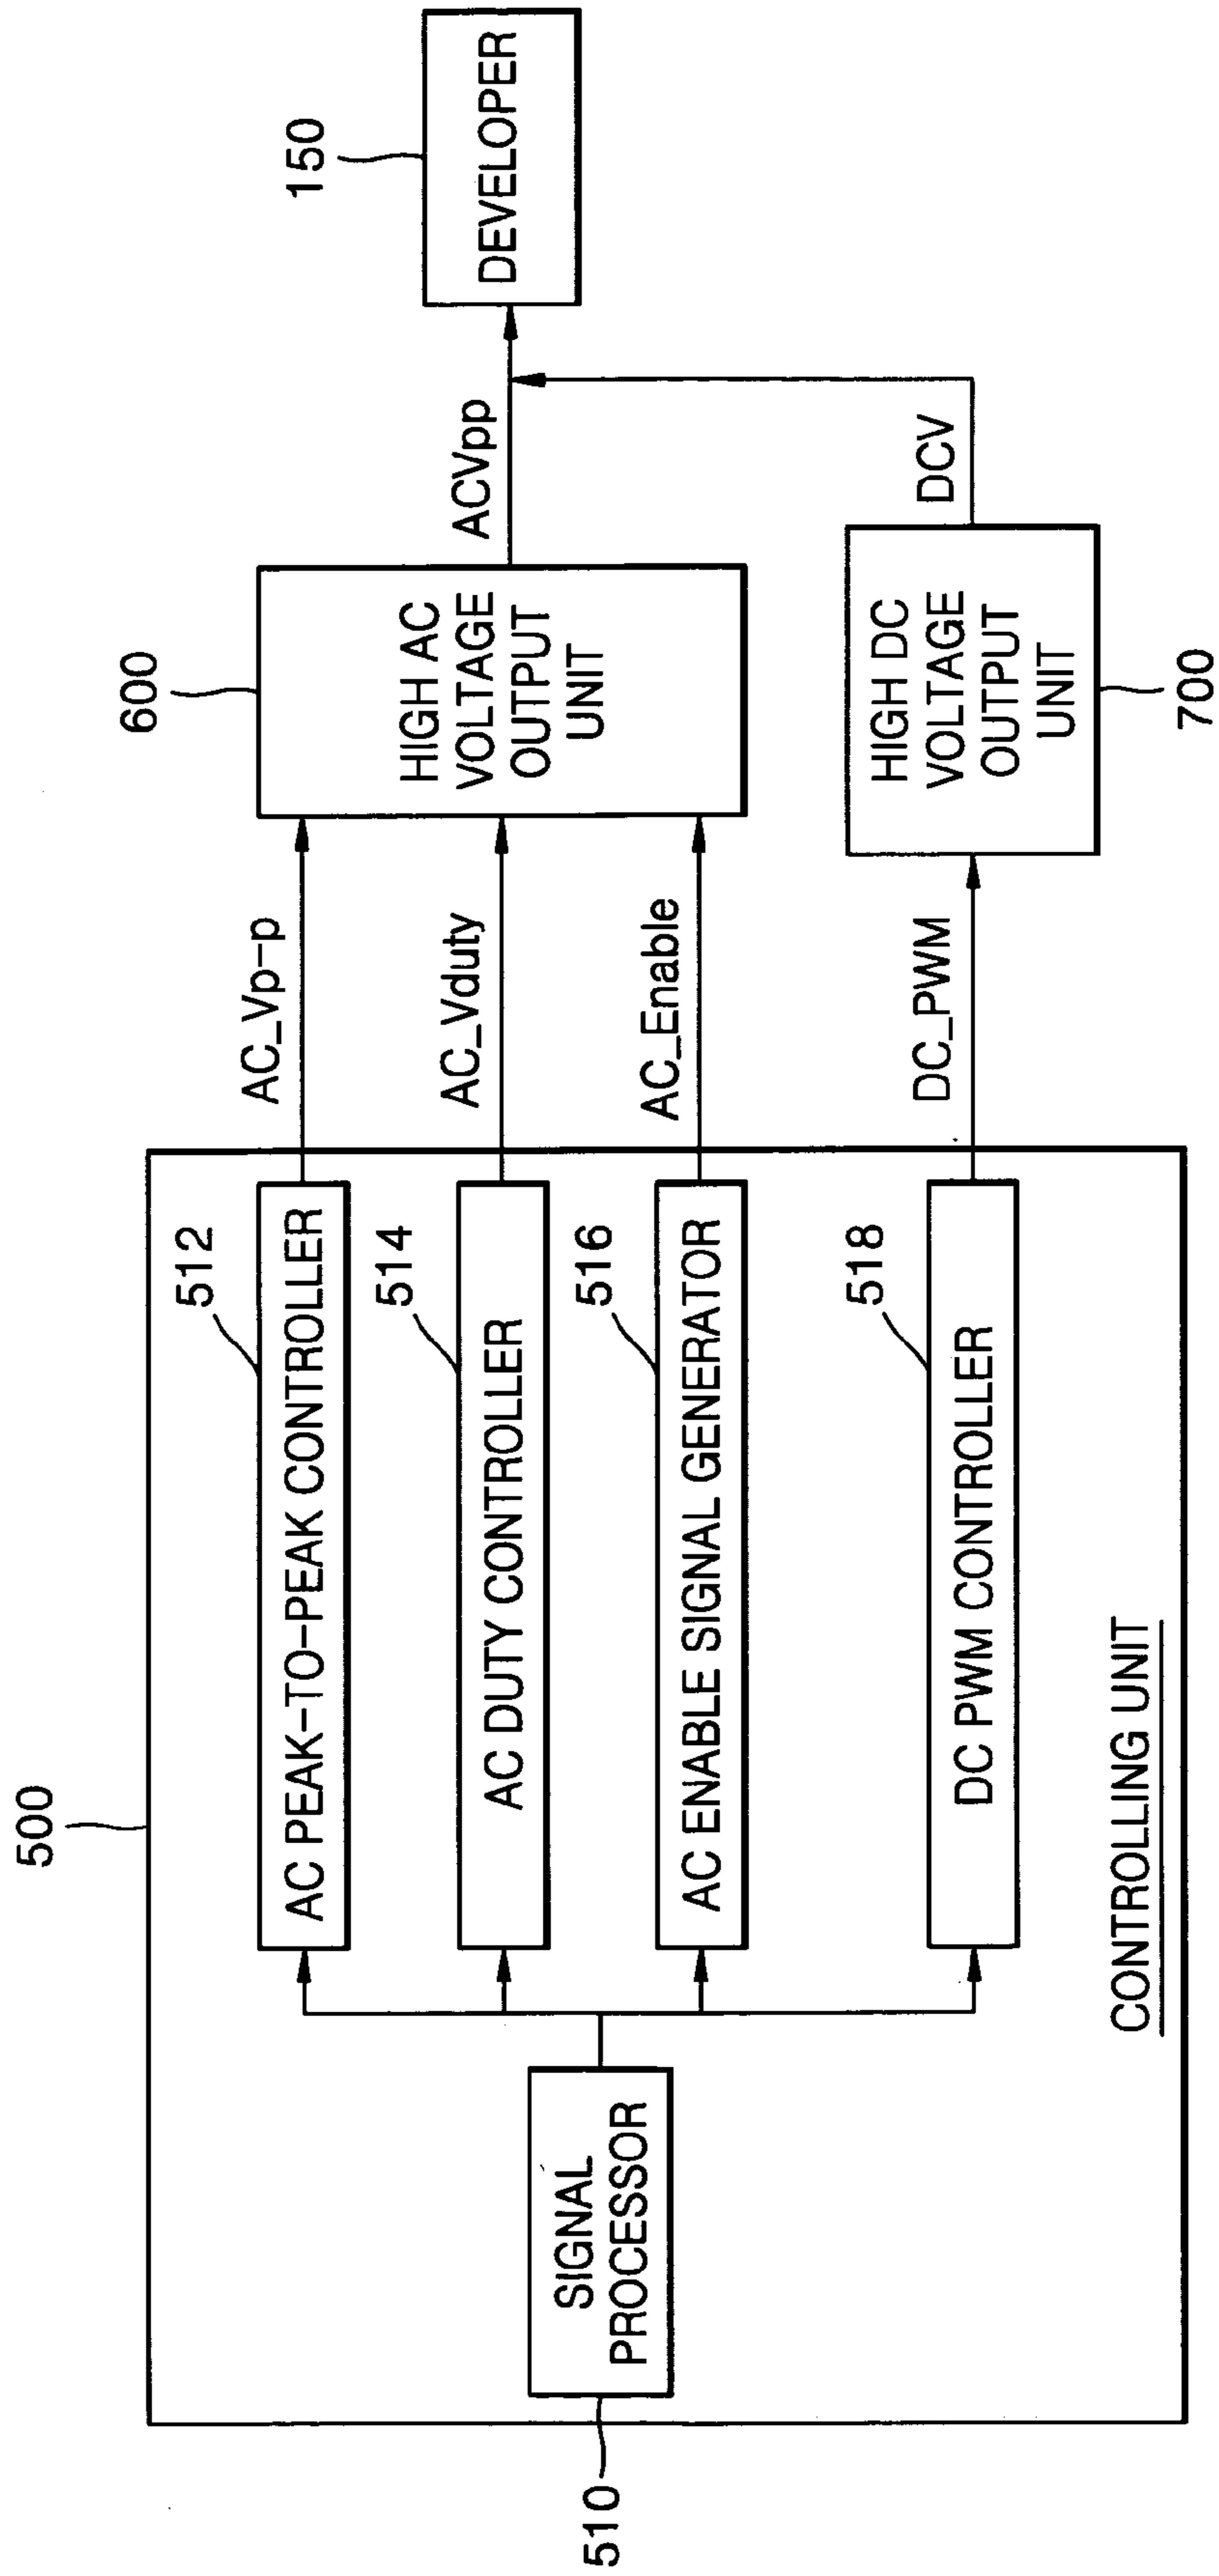 500
510
SIGNAL
PROCESSOR
512
AC PEAK-TO-PEAK CONTROLLER
514
AC DUTY CONTROLLER
516
AC ENABLE SIGNAL GENERATOR
518
DC PWM CONTROLLER
CONTROLLING UNIT
AC_Vp-p
AC_Vduty
AC_Enable
DC_PWM
600
HIGH AC
VOLTAGE
OUTPUT
UNIT
HIGH DC
VOLTAGE
OUTPUT
UNIT
700
ACVpp
DCV
150
DEVELOPER